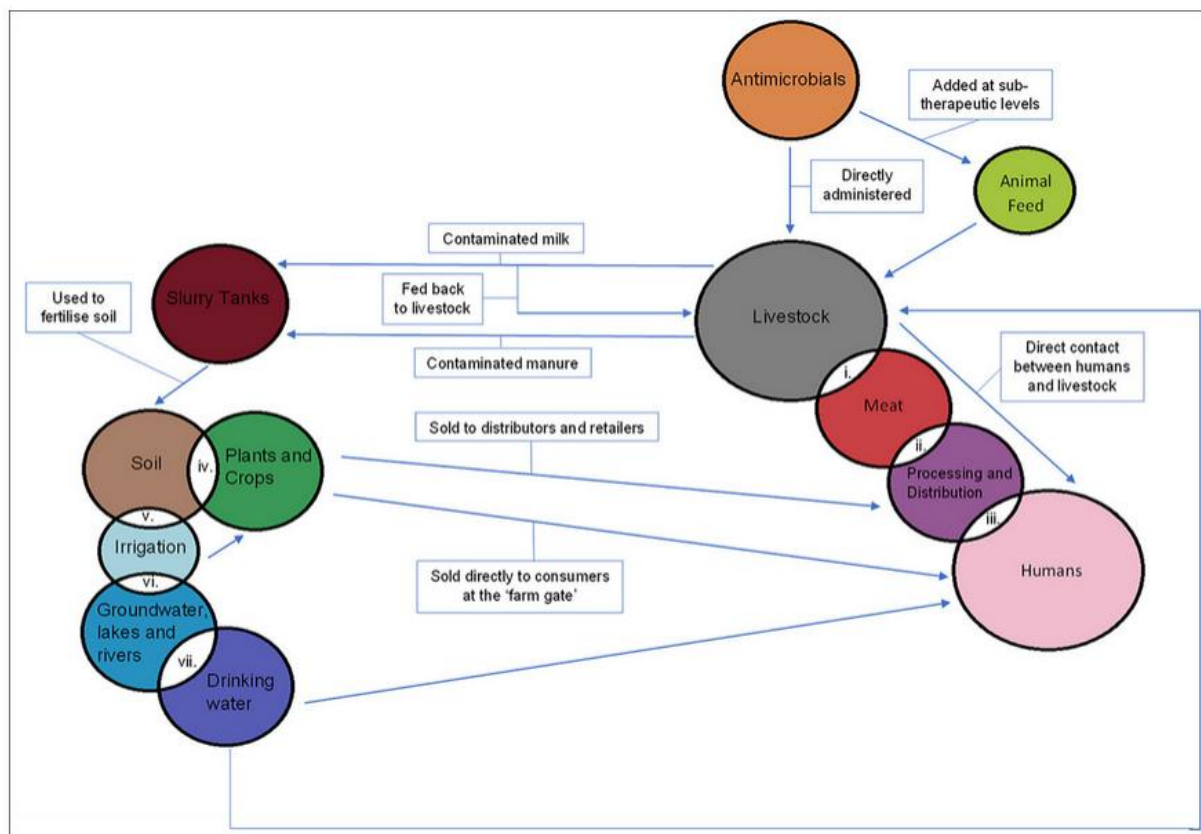 Antimicrobials
Added at sub-
therapeutic levels
Directly
administered
Animal
Feed
Contaminated milk
Slurry Tanks
Used to
fertilise soil
Fed back
to livestock
Livestock
Contaminated manure
Direct contact
between humans
and livestock
i.
Meat
Sold to distributors and retailers
ii.
Soil
iv.
Plants and
Crops
Processing and
Distribution
v.
iii.
Irrigation
Sold directly to consumers
at the ‘farm gate’
Humans
vi.
Groundwater,
lakes and
rivers
vii.
Drinking
water